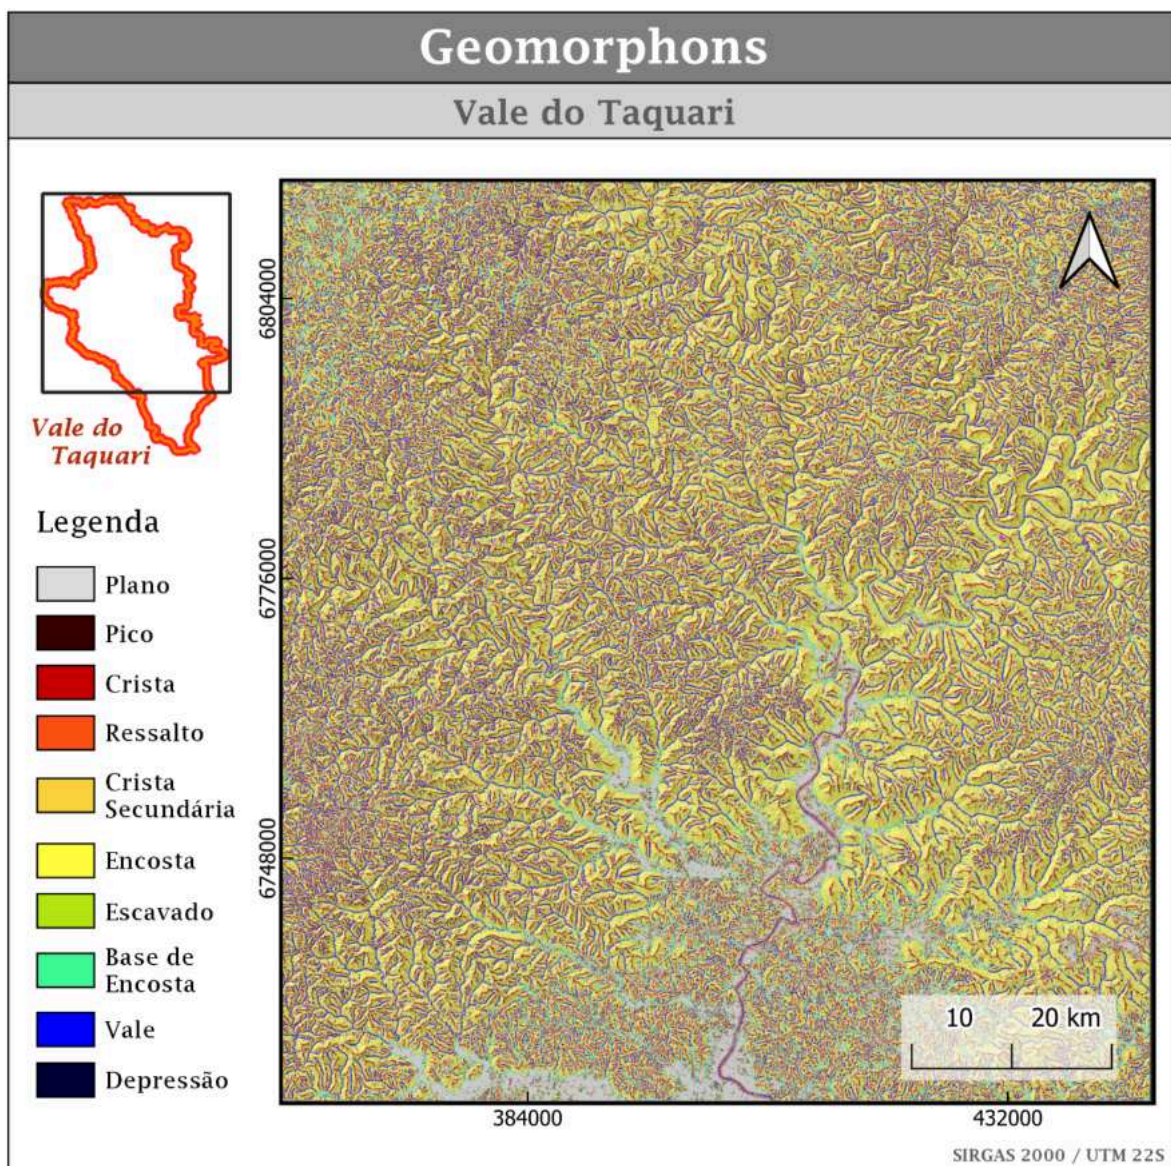 Geomorphons
Vale do Taquari
Vale do
Taquari
Legenda
Plano
Pico
Crista
Ressalto
Crista
Secundária
Encosta
Escavado
Base de
Encosta
Vale
Depressão
6804000
6776000
6748000
384000
432000
10 20 km
SIRGAS 2000 / UTM 22S